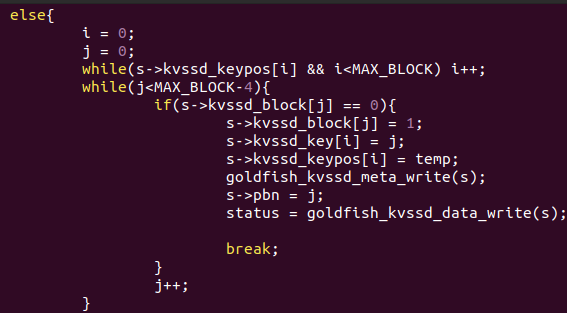 else{
        i = 0;
        j = 0;
        while(s->kvssd_keypos[i] && i<MAX_BLOCK) i++;
        while(j<MAX_BLOCK-4){
                if(s->kvssd_block[j] == 0){
                        s->kvssd_block[j] = 1;
                        s->kvssd_key[i] = j;
                        s->kvssd_keypos[i] = temp;
                        goldfish_kvssd_meta_write(s);
                        s->pbn = j;
                        status = goldfish_kvssd_data_write(s);

                        break;
                }
                j++;
        }